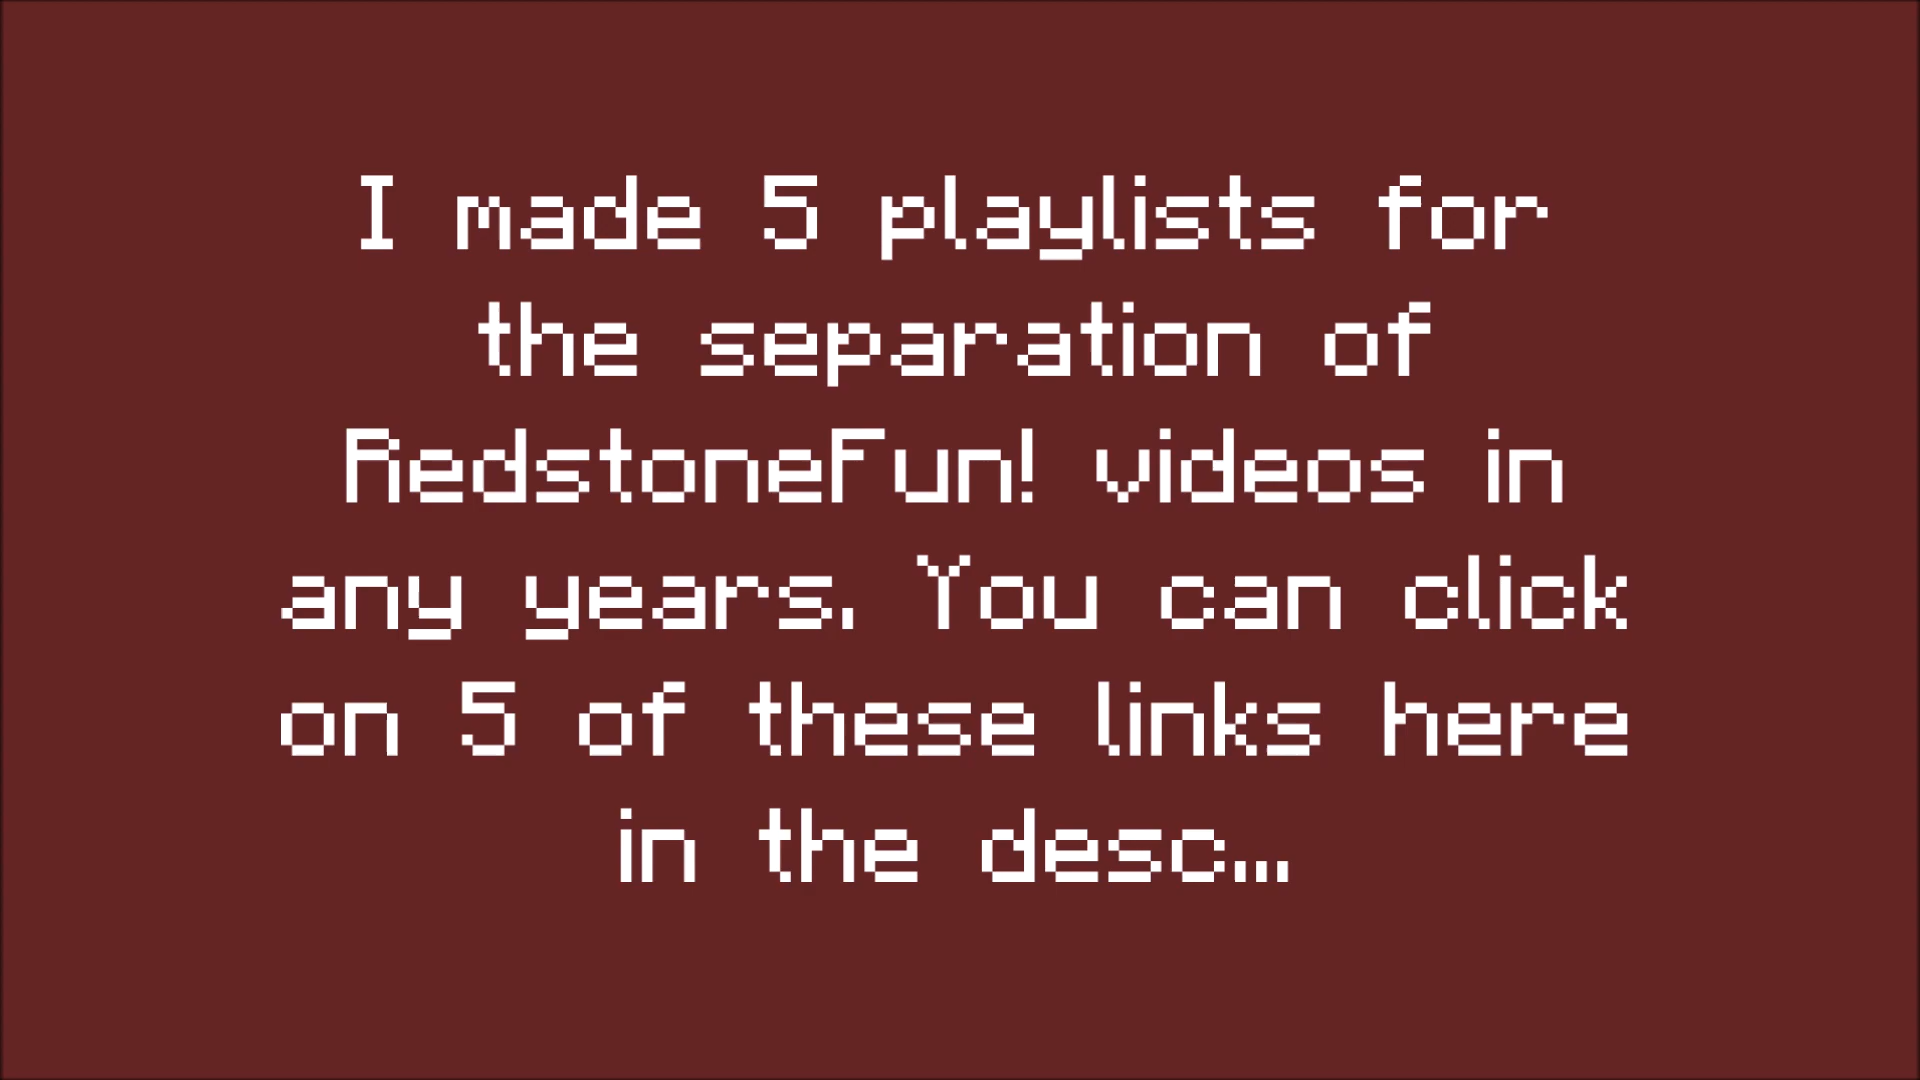 I made 5 playlists for
the separation of
RedstoneFun! videos in
any years. You can click
on 5 of these links here
in the desc...